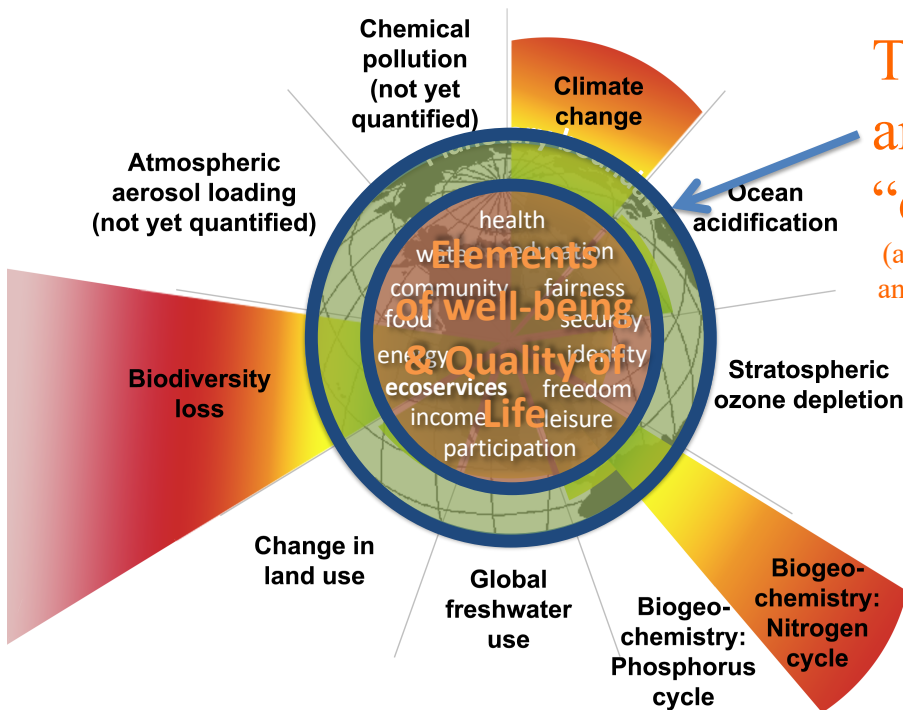 Chemical
pollution
(not yet
quantified)
Climate
change
Atmospheric
aerosol loading
(not yet quantified)
Ocean
acidification
health
water education
community fairness
food security
energy identity
ecoservices freedom
income leisure
participation
Elements
of well-being
& Quality of
Life
Biodiversity
loss
Stratospheric
ozone depletion
Change in
land use
Global
freshwater
use
Biogeo-
chemistry:
Phosphorus
cycle
Biogeo-
chemistry:
Nitrogen
cycle